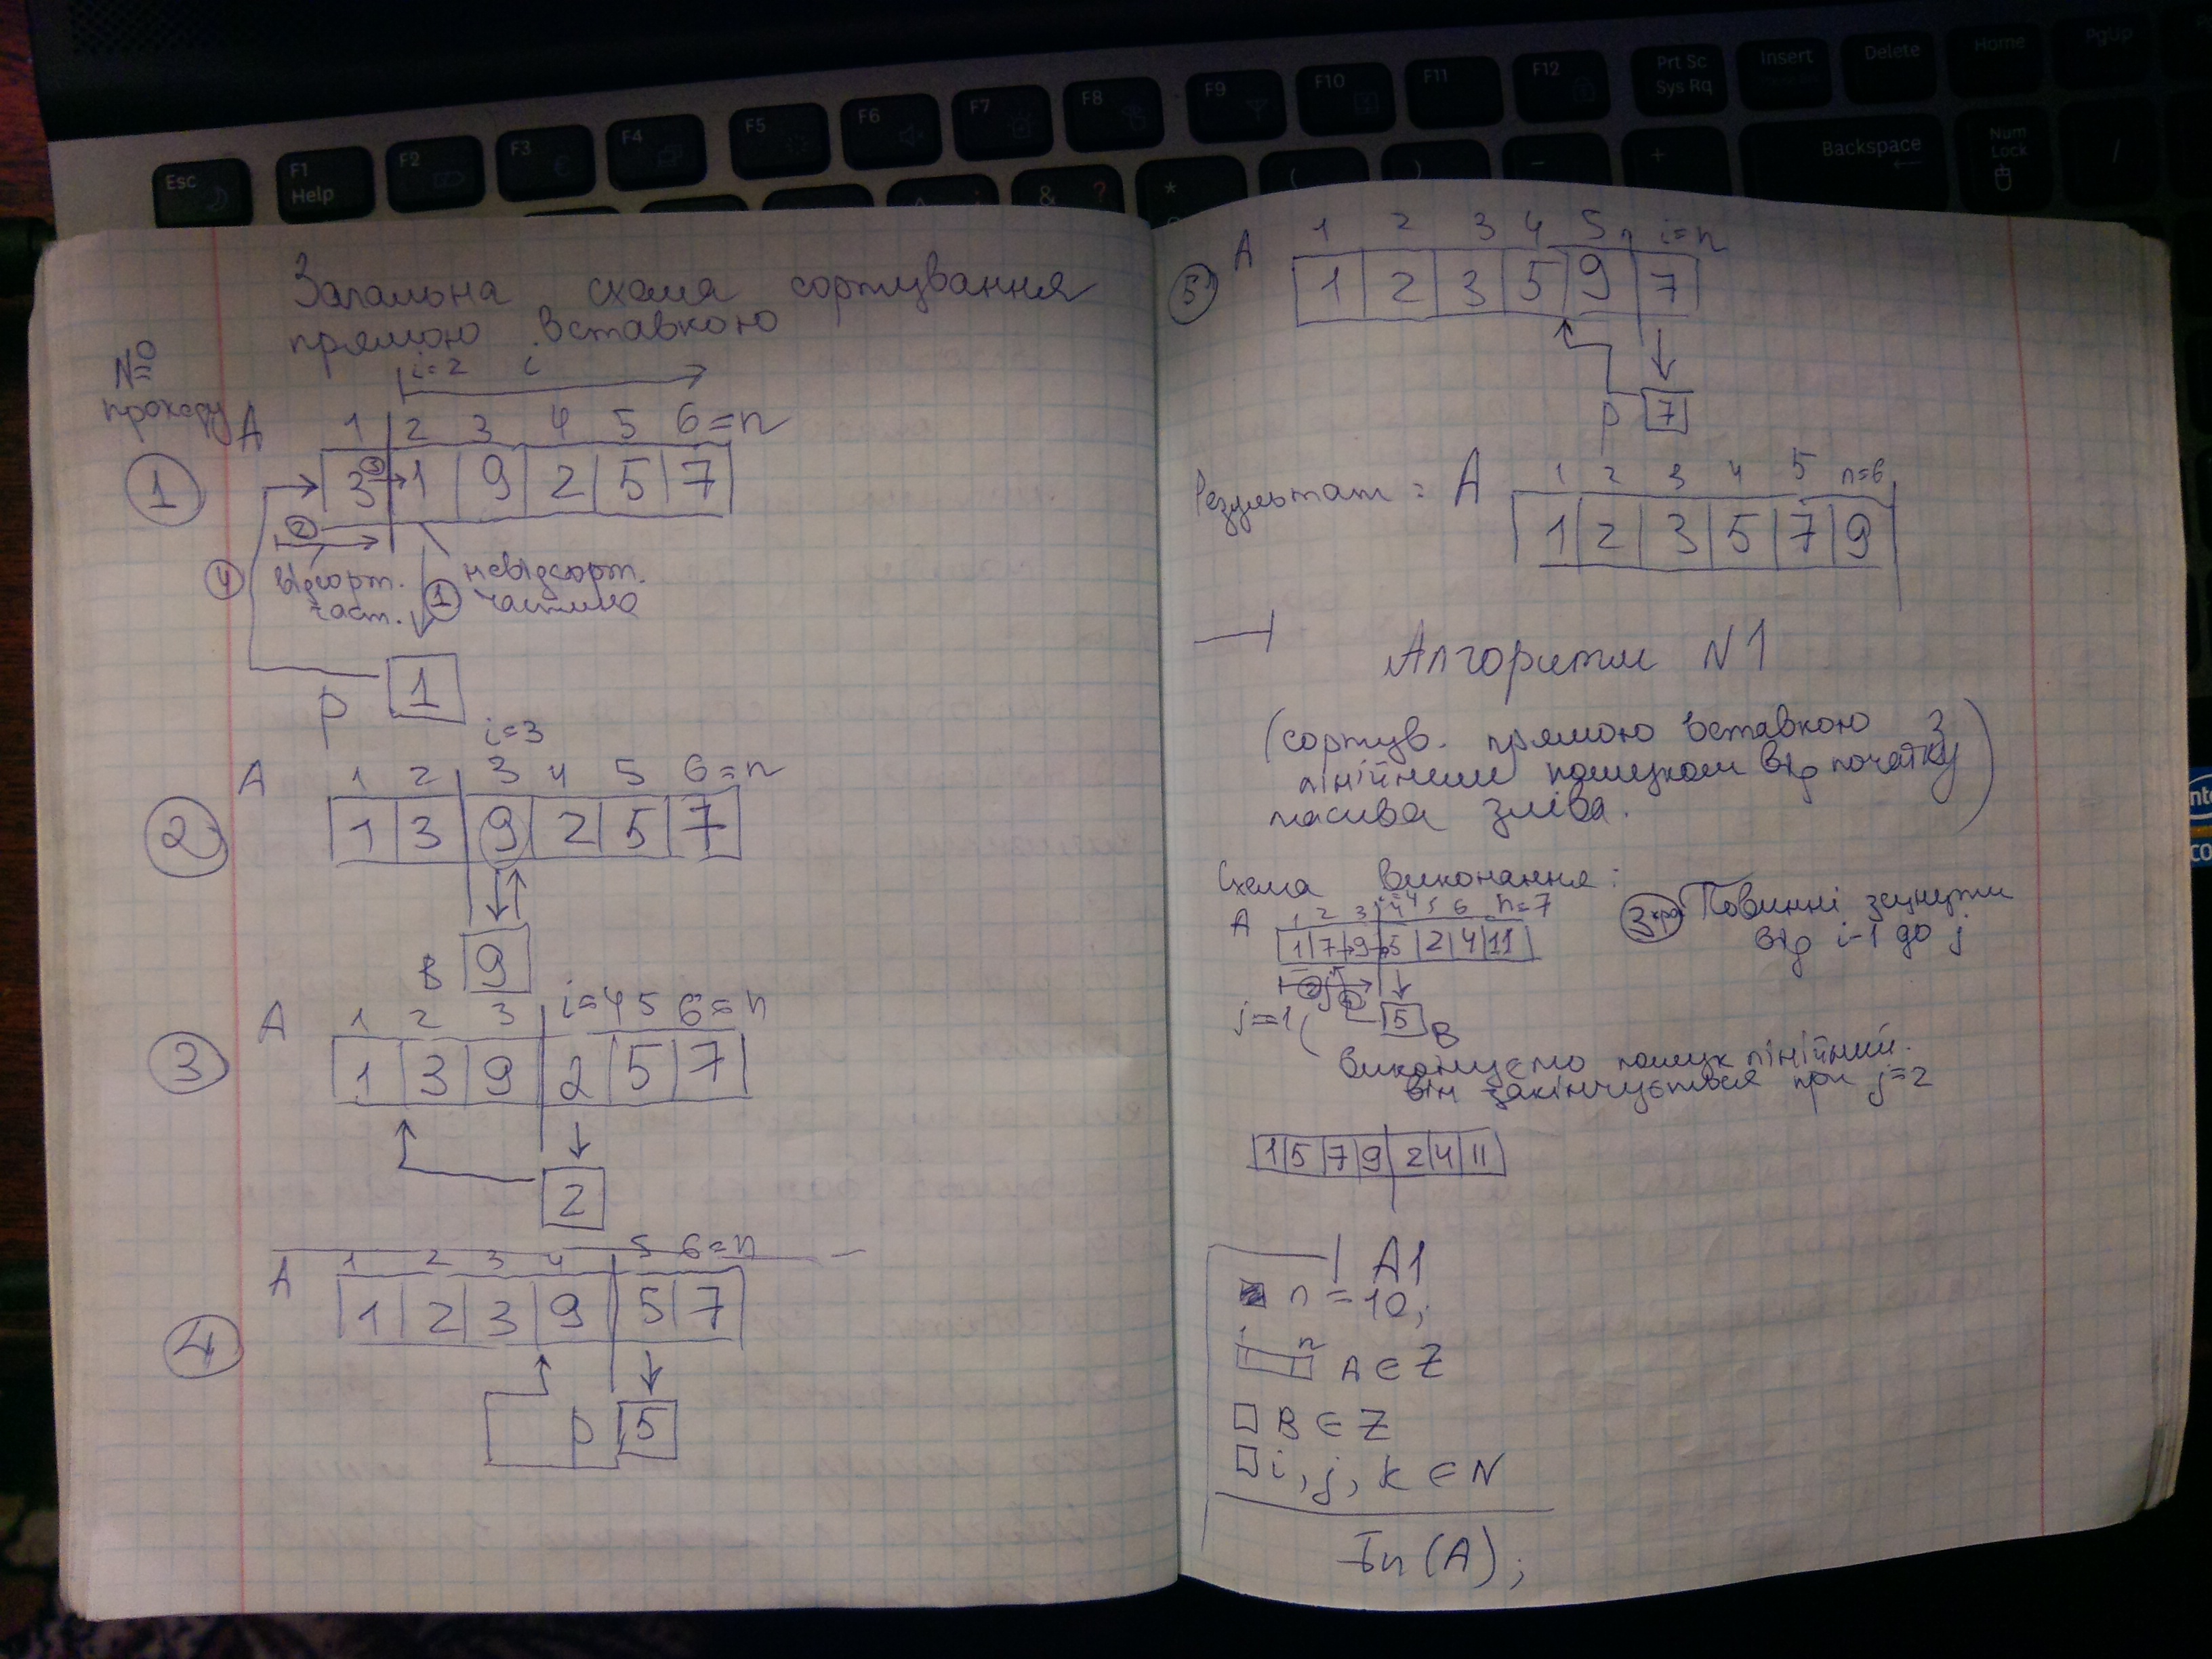 Esc
F1
Help
F2
F3
F4
F5
F6
F7
F8
F9
F10
F11
F12
Prt Sc
Sys Rq
Insert
Delete
Home
PgUp
Backspace
Num
Lock
Загальна схема сортування
прямою вставкою
№
проходу
i=2 i
A 1 2 3 4 5 6=n
1 3 1 9 2 5 7
2
4 відсорт.
част.
1 невідсорт.
частина
p 1
i=3
A 1 2 3 4 5 6=n
2 1 3 9 2 5 7
B 9
A 1 2 3 i=4 5 6=n
3 1 3 9 2 5 7
2
A 1 2 3 4 5 6=n
4 1 2 3 9 5 7
p 5
A 1 2 3 4 5 i=n
5 1 2 3 5 9 7
p 7
Результат: A 1 2 3 4 5 n=6
1 2 3 5 7 9
Алгоритм N1
(сортув. прямою вставкою з
лінійним пошуком від початку
масива зліва.)
Схема виконання:
A 1 2 3 i=4 5 6 n=7
1 7 9 5 2 4 11
j=1 5 B
3 Повинні
від i-1 до j
Виконуємо пошук лінійний.
він закінчується при j=2
1 5 7 9 2 4 11
A1
n=10;
1 n A∈Z
B∈Z
i, j, k∈N
In(A);